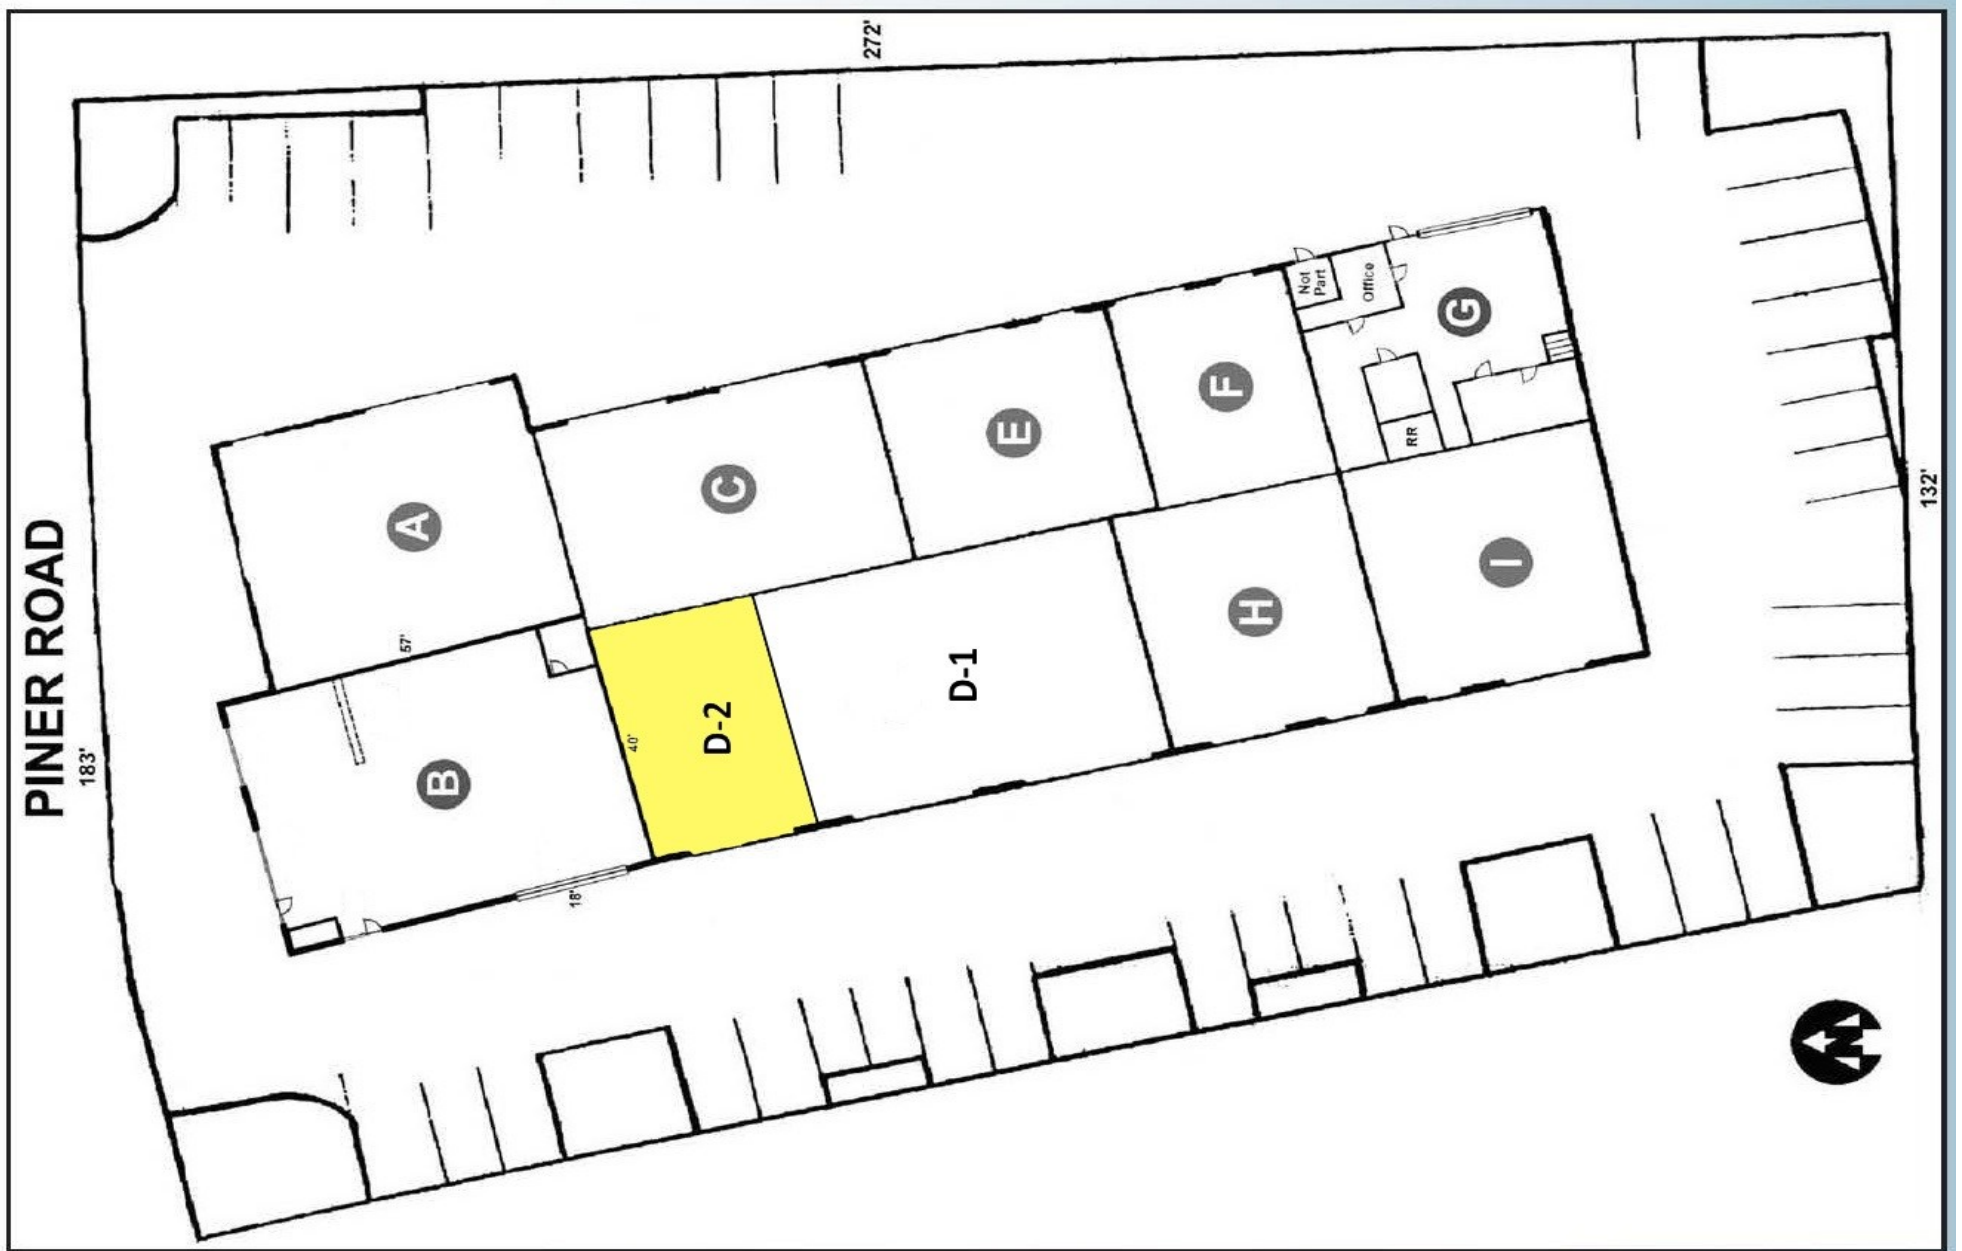 PINER ROAD
183'
272'
132'
A
57'
B
18'
C
40'
D-2
D-1
E
F
Not
Part
Office
G
RR
H
I
N